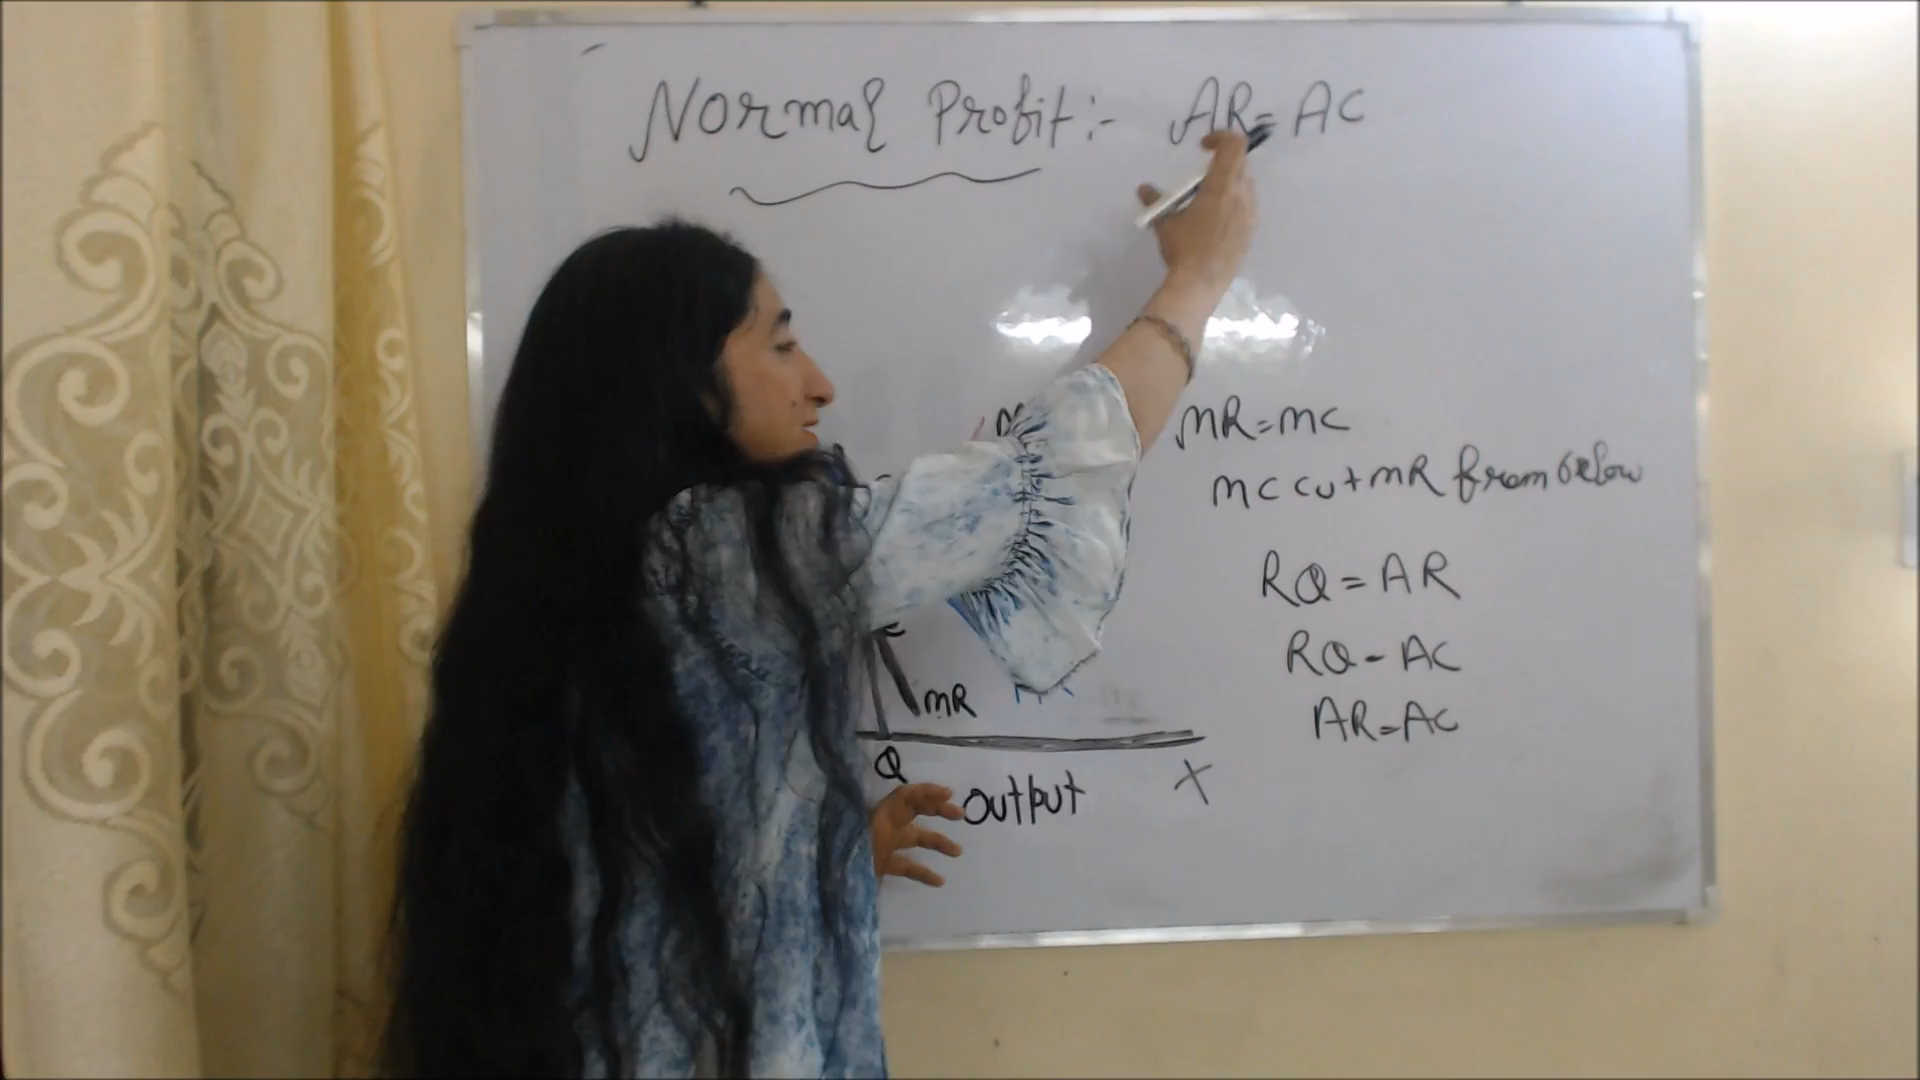 Normal Profit:- AR=AC
MR=MC
MC cut MR from below
RQ=AR
RQ-AC
AR=AC
MR
Q
output
X